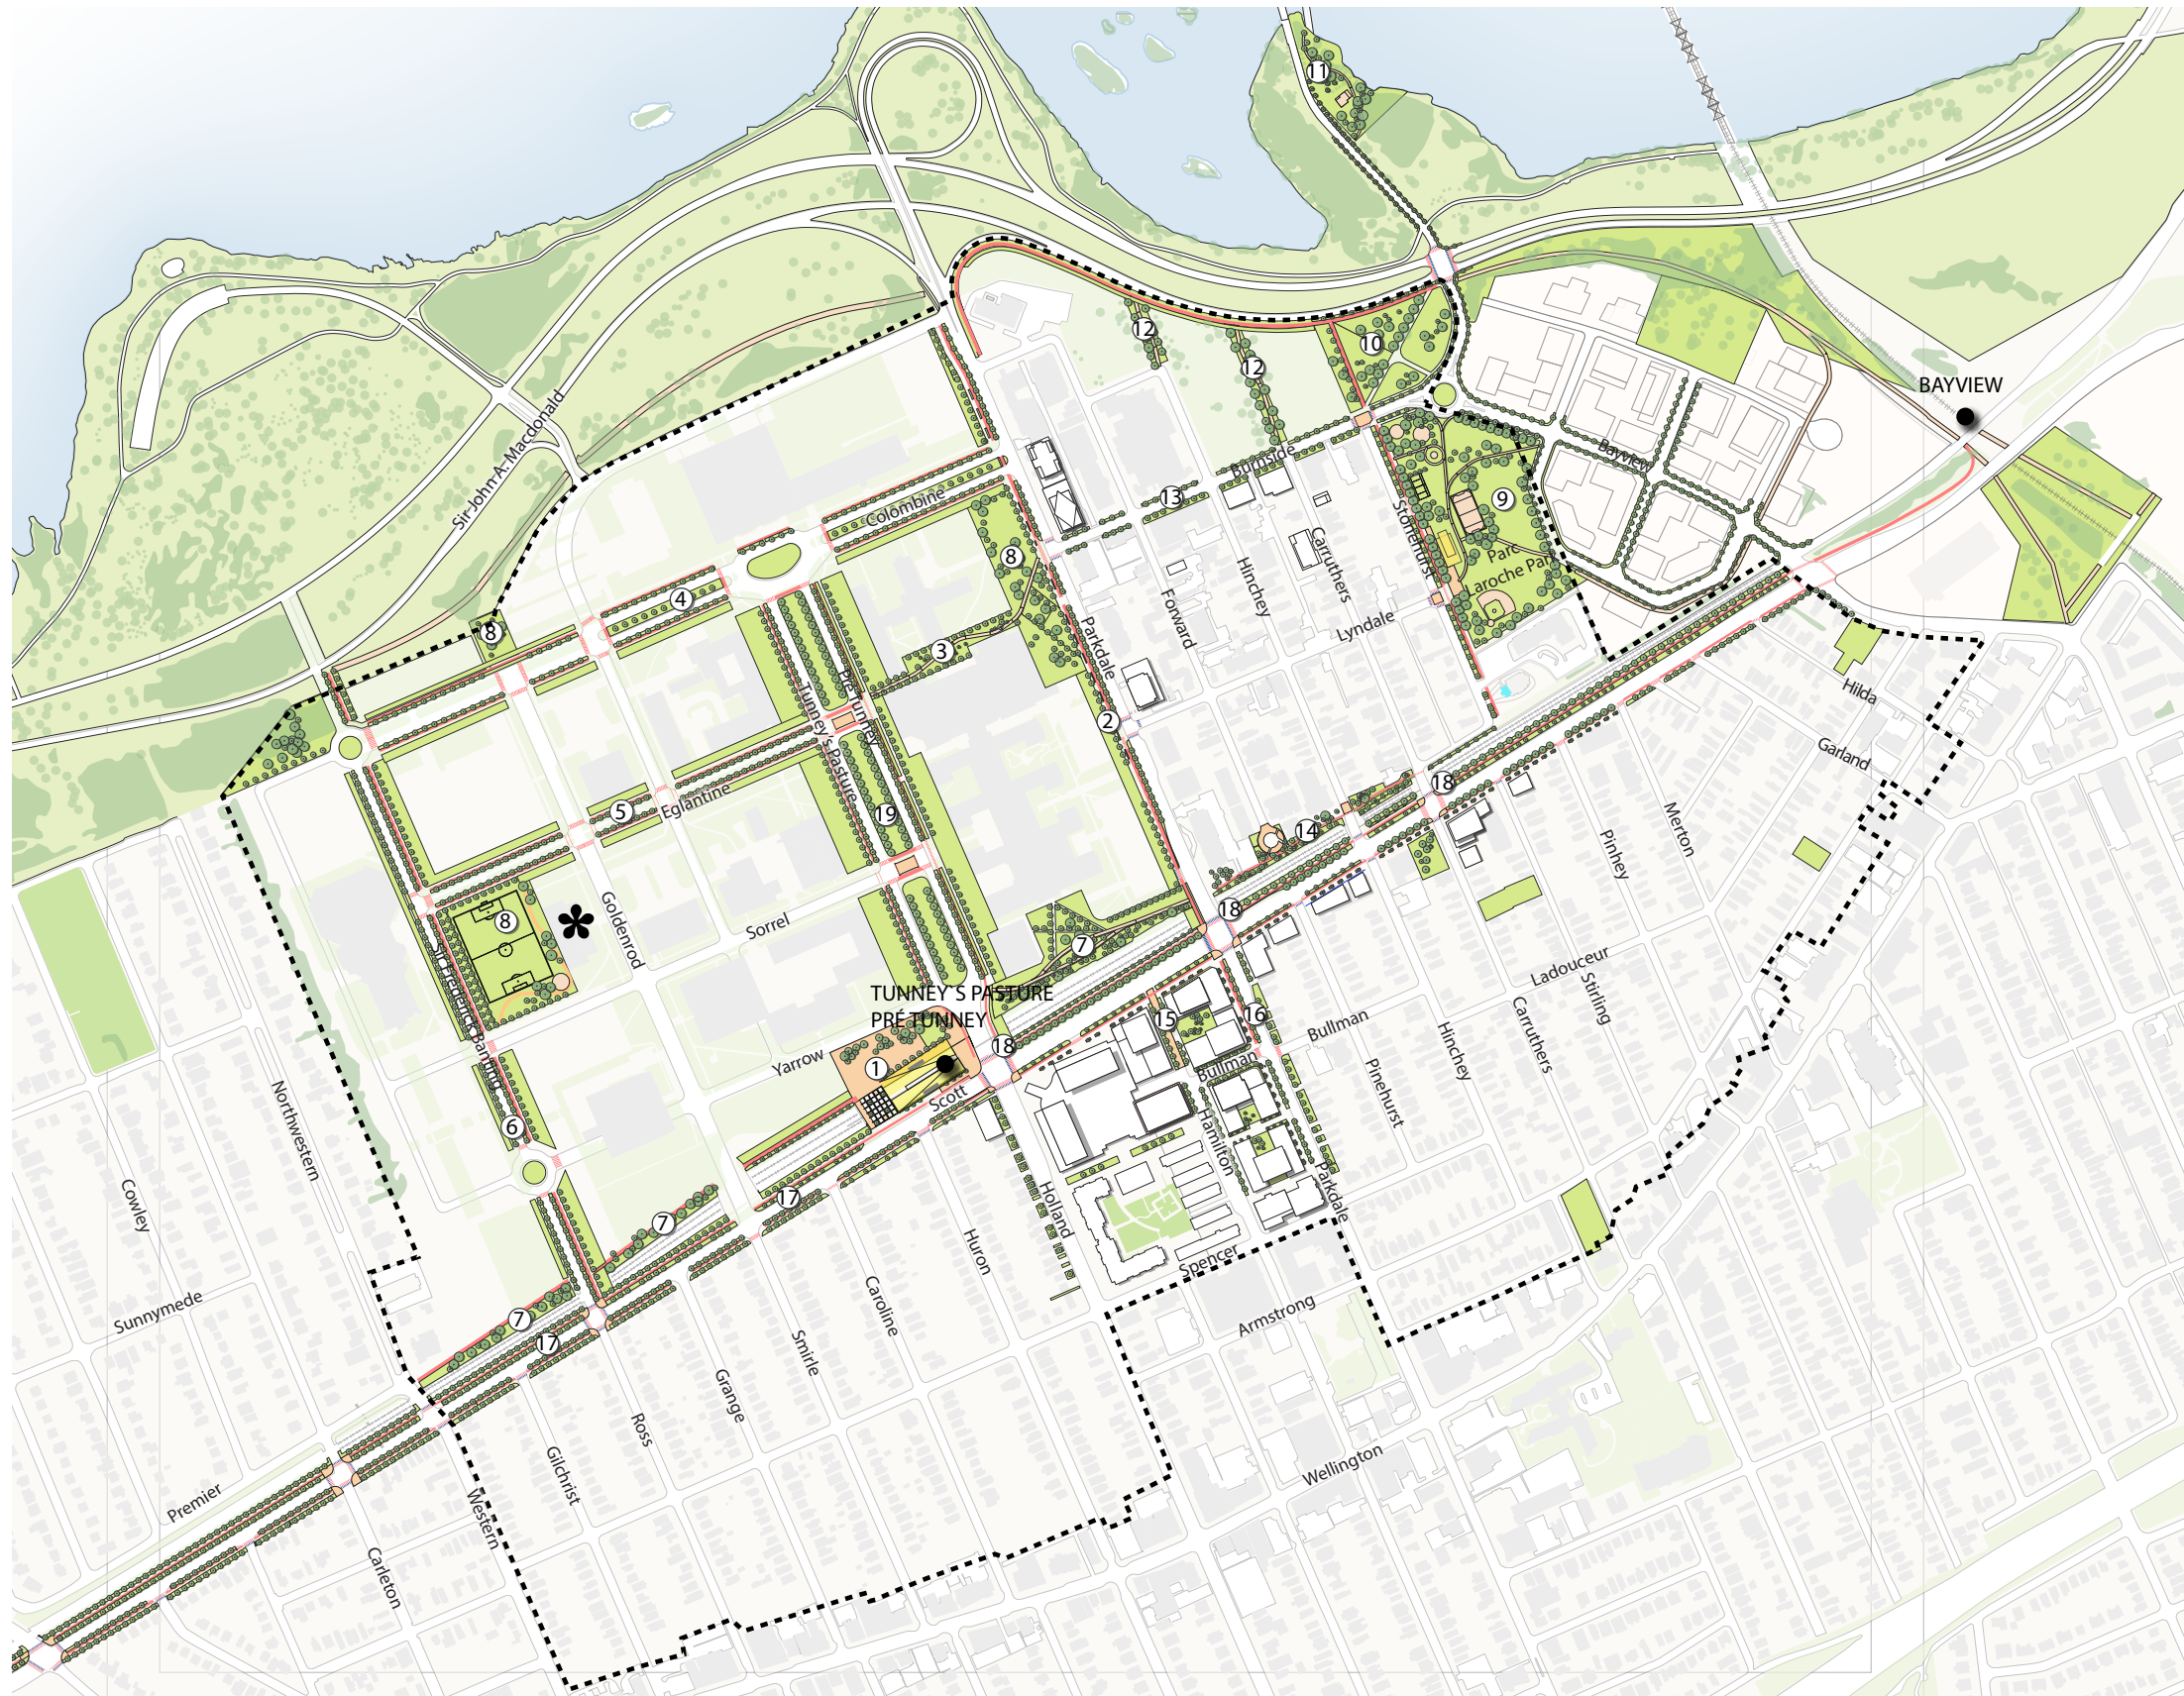 11
BAYVIEW
12
10
12
Sir John A. Macdonald
Burnside
Bayview
Colombine
13
9
Stonehurst
8
Carruthers
Parc
Laroche Park
Hinchey
4
Forward
Lyndale
8
3
Parkdale
Pré Tunney
Tunney's Pasture
2
Hilda
Garland
18
5
Eglantine
19
14
Merton
Pinhey
8
Goldenrod
Sorrel
18
7
Ladouceur
Stirling
Sir Frederick Banting
TUNNEY`S PASTURE
PRÉ TUNNEY
15
16
Bullman
Carruthers
Hinchey
18
Yarrow
1
Scott
Bullman
Pinehurst
Northwestern
6
Hamilton
Parkdale
Cowley
17
Holland
7
Huron
Spencer
Sunnymede
7
17
Caroline
Armstrong
Smirle
Grange
Ross
Wellington
Gilchrist
Premier
Western
Carleton